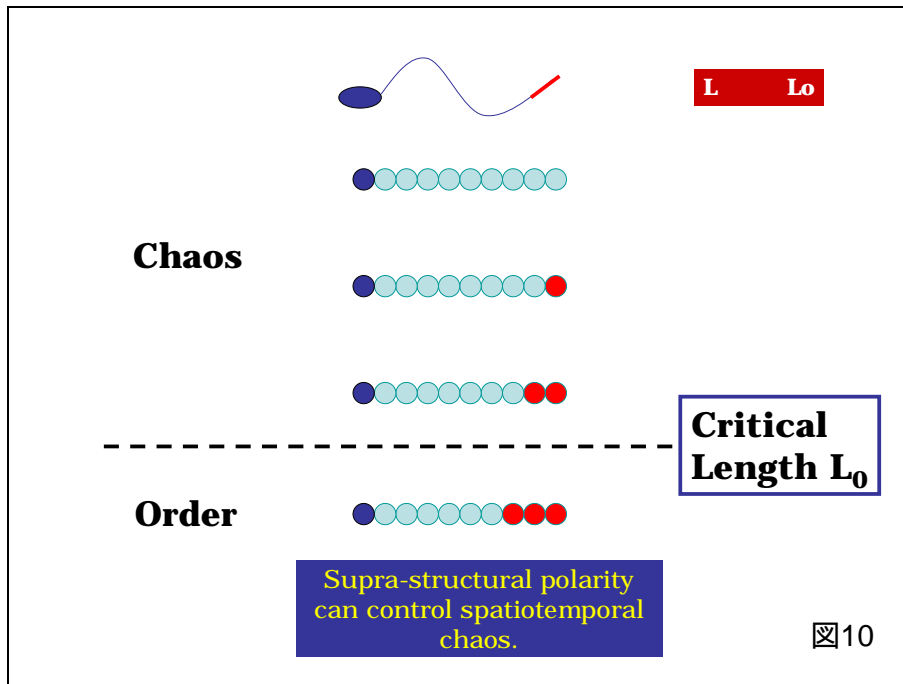 L Lo
Chaos
Critical
Length L₀
Order
Supra-structural polarity
can control spatiotemporal
chaos.
図10